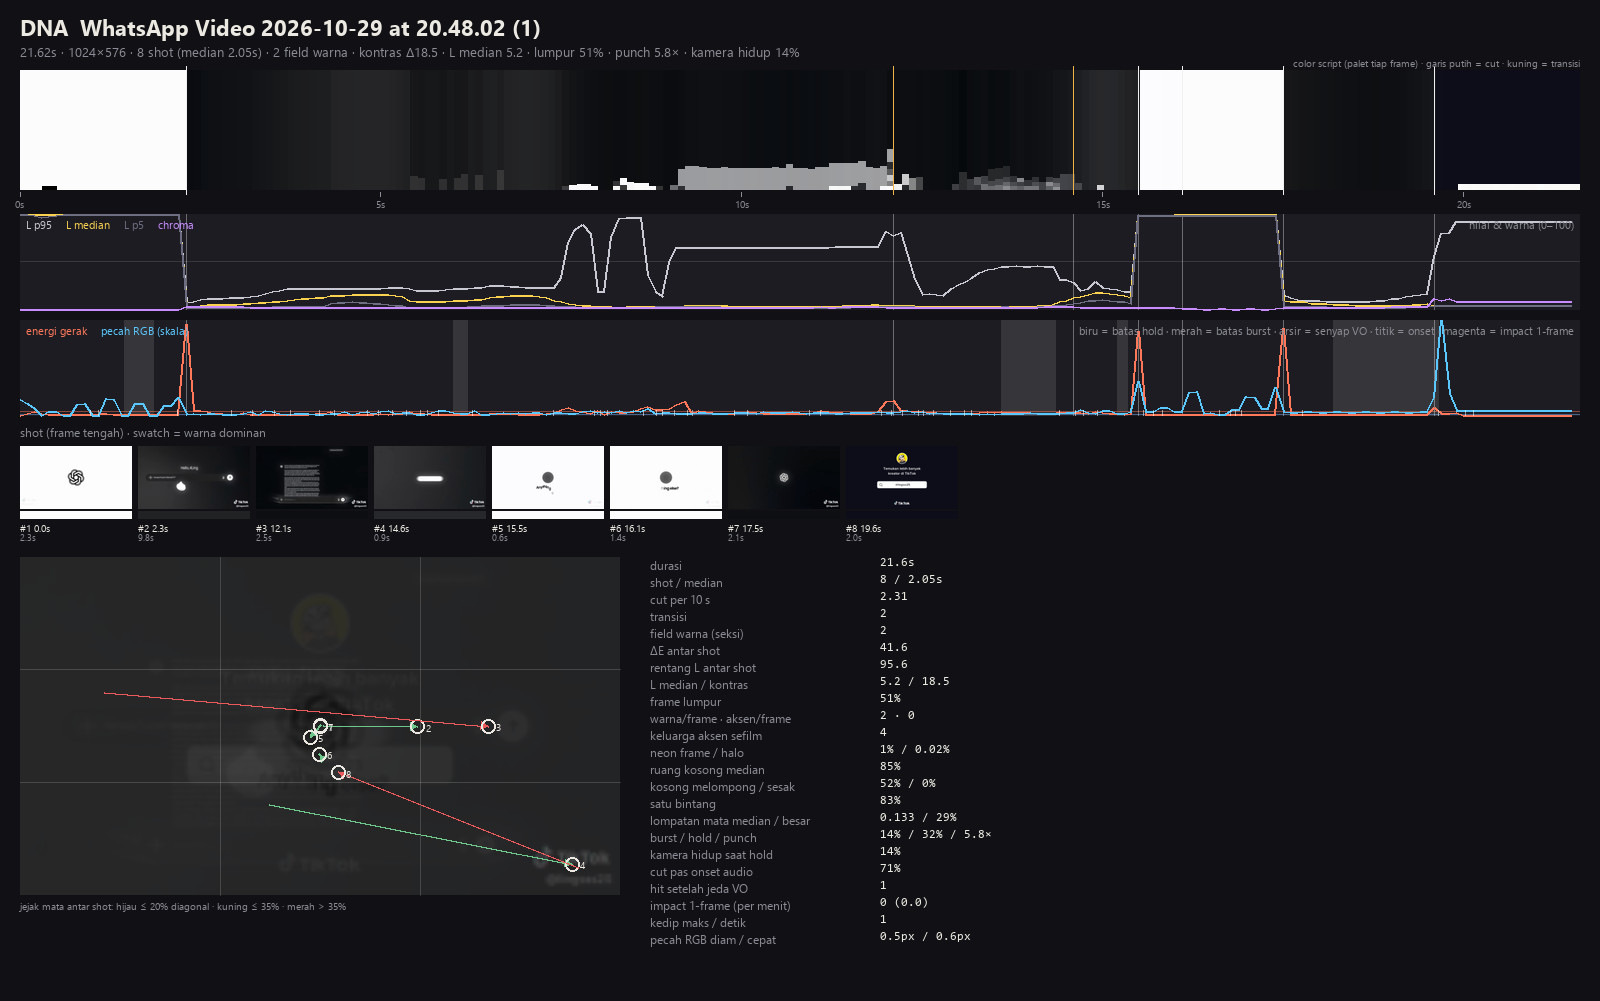 DNA  WhatsApp Video 2026-10-29 at 20.48.02 (1)
21.62s · 1024×576 · 8 shot (median 2.05s) · 2 field warna · kontras Δ18.5 · L median 5.2 · lumpur 51% · punch 5.8× · kamera hidup 14%
color script (palet tiap frame) · garis putih = cut · kuning = transisi
0s 5s 10s 15s 20s
L p95 L median L p5 chroma
nilai & warna (0–100)
energi gerak pecah RGB (skala
biru = batas hold · merah = batas burst · arsir = senyap VO · titik = onset · magenta = impact 1-frame
shot (frame tengah) · swatch = warna dominan
#1 0.0s #2 2.3s #3 12.1s #4 14.6s #5 15.5s #6 16.1s #7 17.5s #8 19.6s
2.3s 9.8s 2.5s 0.9s 0.6s 1.4s 2.1s 2.0s
durasi 21.6s
shot / median 8 / 2.05s
cut per 10 s 2.31
transisi 2
field warna (seksi) 2
ΔE antar shot 41.6
rentang L antar shot 95.6
L median / kontras 5.2 / 18.5
frame lumpur 51%
warna/frame · aksen/frame 2 · 0
keluarga aksen sefilm 4
neon frame / halo 1% / 0.02%
ruang kosong median 85%
kosong melompong / sesak 52% / 0%
satu bintang 83%
lompatan mata median / besar 0.133 / 29%
burst / hold / punch 14% / 32% / 5.8×
kamera hidup saat hold 14%
cut pas onset audio 71%
hit setelah jeda VO 1
impact 1-frame (per menit) 0 (0.0)
kedip maks / detik 1
pecah RGB diam / cepat 0.5px / 0.6px
2 3 4 5 6 7 8
TikTok
jejak mata antar shot: hijau ≤ 20% diagonal · kuning ≤ 35% · merah > 35%